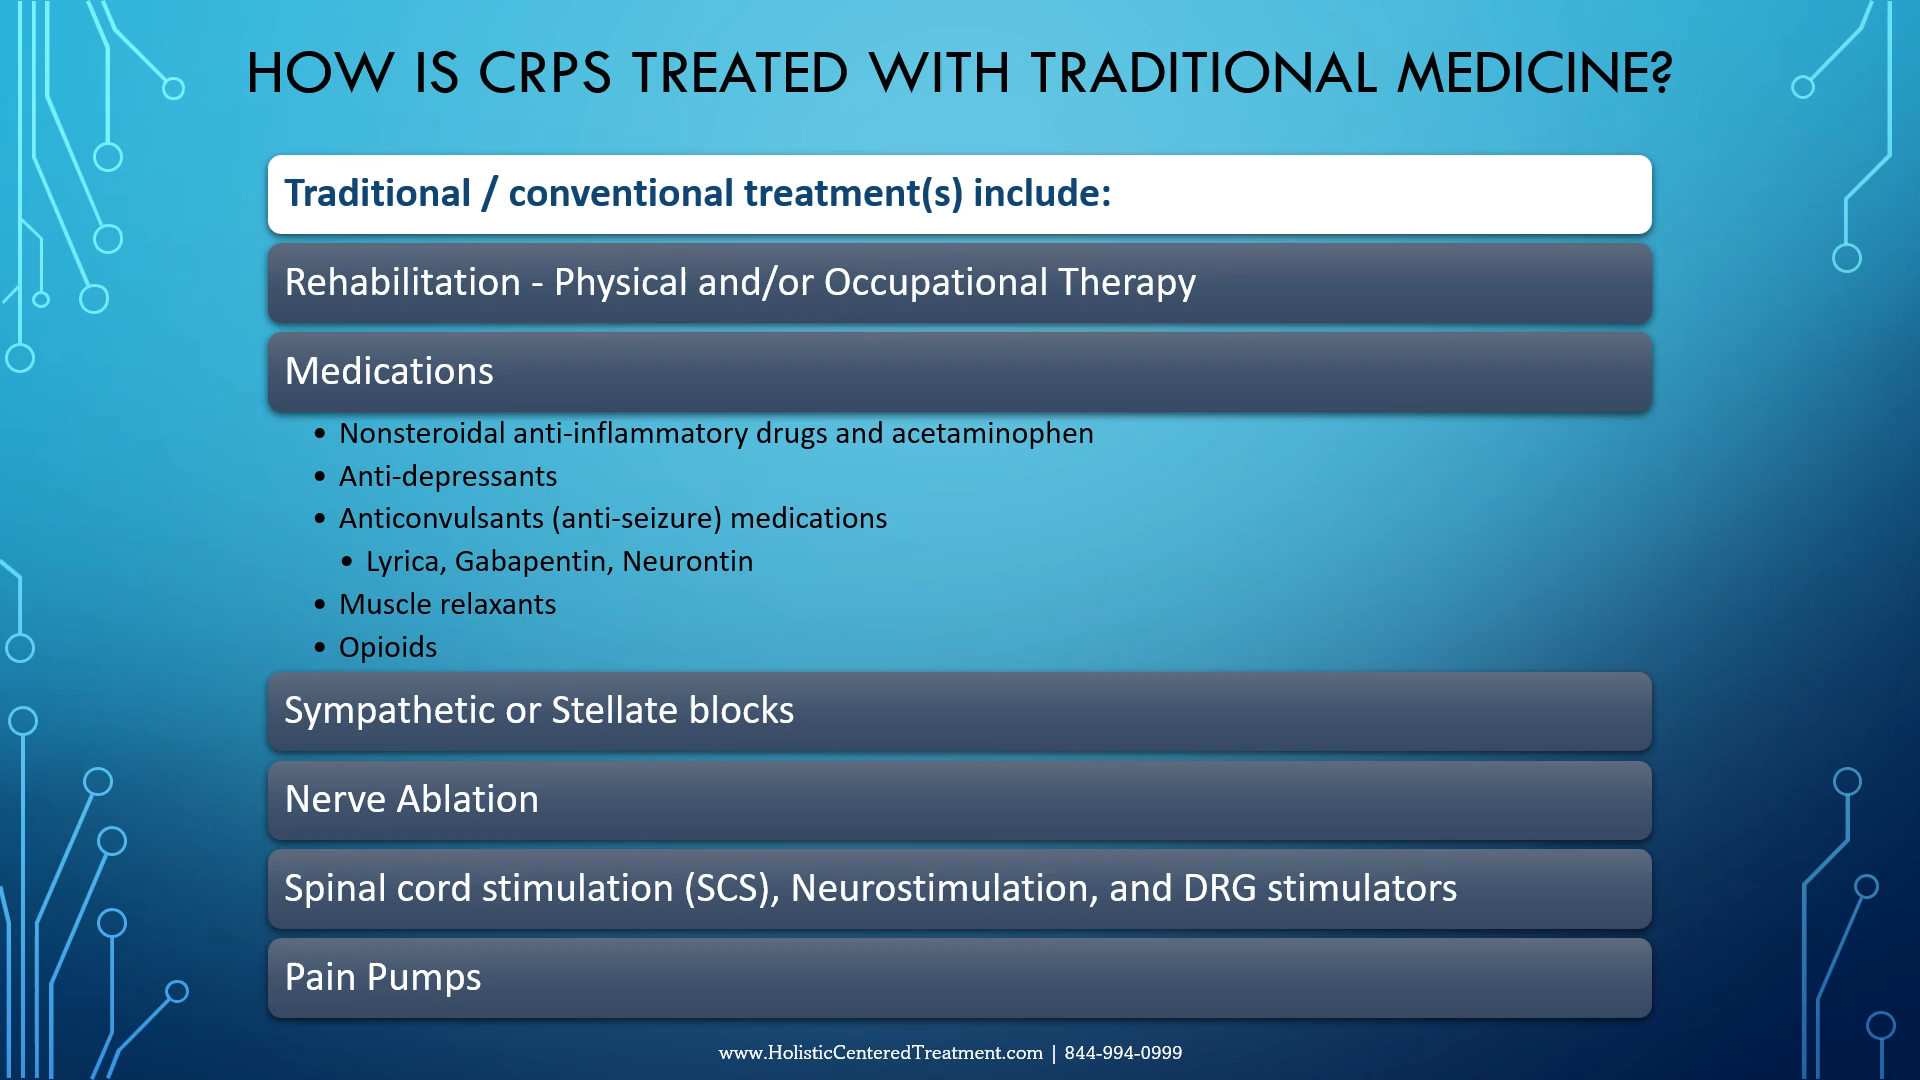 HOW IS CRPS TREATED WITH TRADITIONAL MEDICINE?
Traditional / conventional treatment(s) include:
Rehabilitation - Physical and/or Occupational Therapy
Medications
• Nonsteroidal anti-inflammatory drugs and acetaminophen
• Anti-depressants
• Anticonvulsants (anti-seizure) medications
• Lyrica, Gabapentin, Neurontin
• Muscle relaxants
• Opioids
Sympathetic or Stellate blocks
Nerve Ablation
Spinal cord stimulation (SCS), Neurostimulation, and DRG stimulators
Pain Pumps
www.HolisticCenteredTreatment.com | 844-994-0999